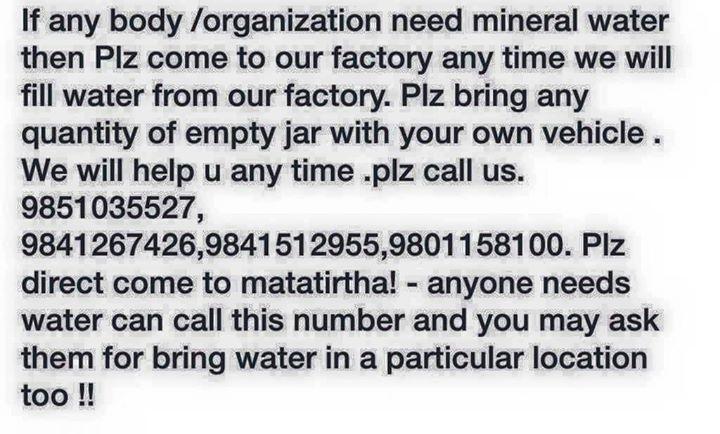 If any body /organization need mineral water
then Plz come to our factory any time we will
fill water from our factory. Plz bring any
quantity of empty jar with your own vehicle .
We will help u any time .plz call us.
9851035527,
9841267426,9841512955,9801158100. Plz
direct come to matatirtha! - anyone needs
water can call this number and you may ask
them for bring water in a particular location
too !!